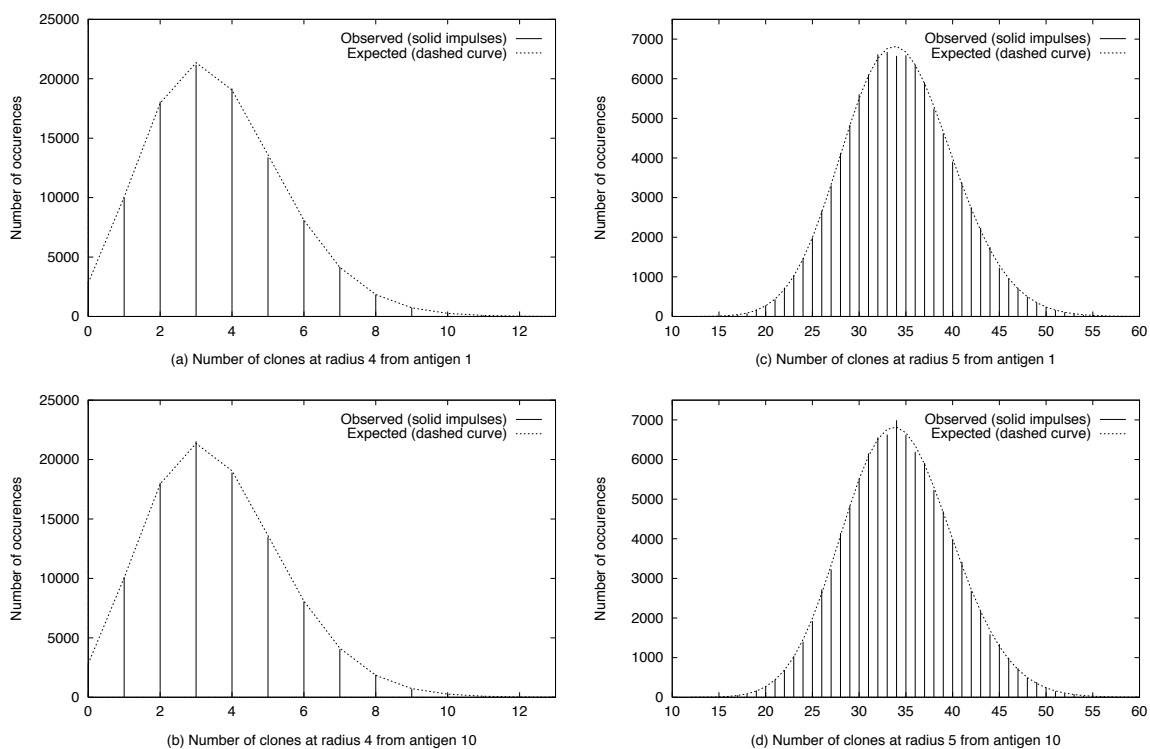 25000
20000
15000
10000
5000
0
Number of occurences
Observed (solid impulses)
Expected (dashed curve)
0 2 4 6 8 10 12
(a) Number of clones at radius 4 from antigen 1
7000
6000
5000
4000
3000
2000
1000
0
Number of occurences
Observed (solid impulses)
Expected (dashed curve)
10 15 20 25 30 35 40 45 50 55 60
(c) Number of clones at radius 5 from antigen 1
25000
20000
15000
10000
5000
0
Number of occurences
Observed (solid impulses)
Expected (dashed curve)
0 2 4 6 8 10 12
(b) Number of clones at radius 4 from antigen 10
7000
6000
5000
4000
3000
2000
1000
0
Number of occurences
Observed (solid impulses)
Expected (dashed curve)
10 15 20 25 30 35 40 45 50 55 60
(d) Number of clones at radius 5 from antigen 10